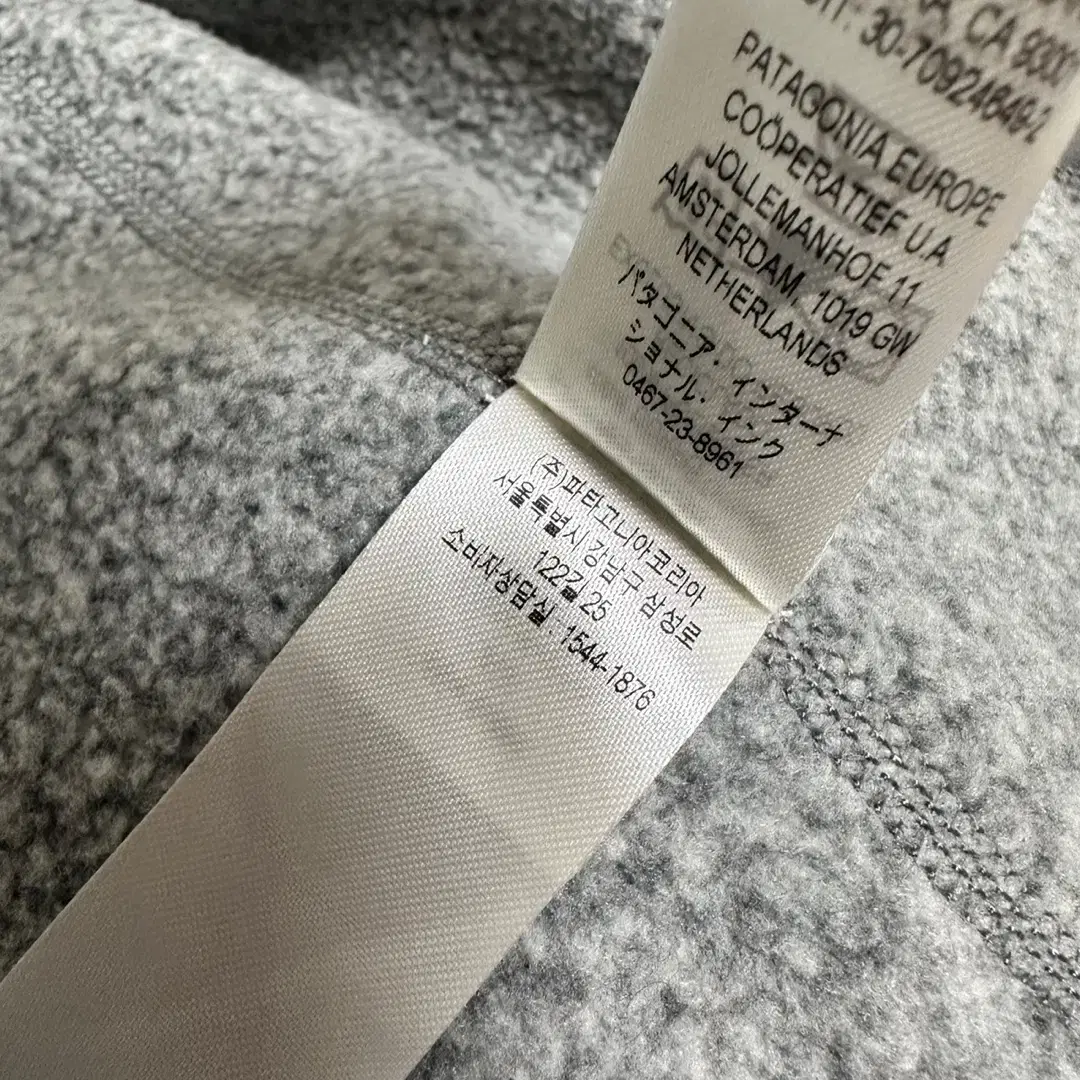 CA 9300
30-70924649-2
PATAGONIA EUROPE
COÖPERATIEF U.A
JOLLEMANHOF 11
AMSTERDAM, 1019 GW
NETHERLANDS
パタゴニア・インターナ
ショナル・インク
0467-23-8961
(주)파타고니아코리아
서울특별시 강남구 삼성로
122길 25
소비자상담실 : 1544-1876